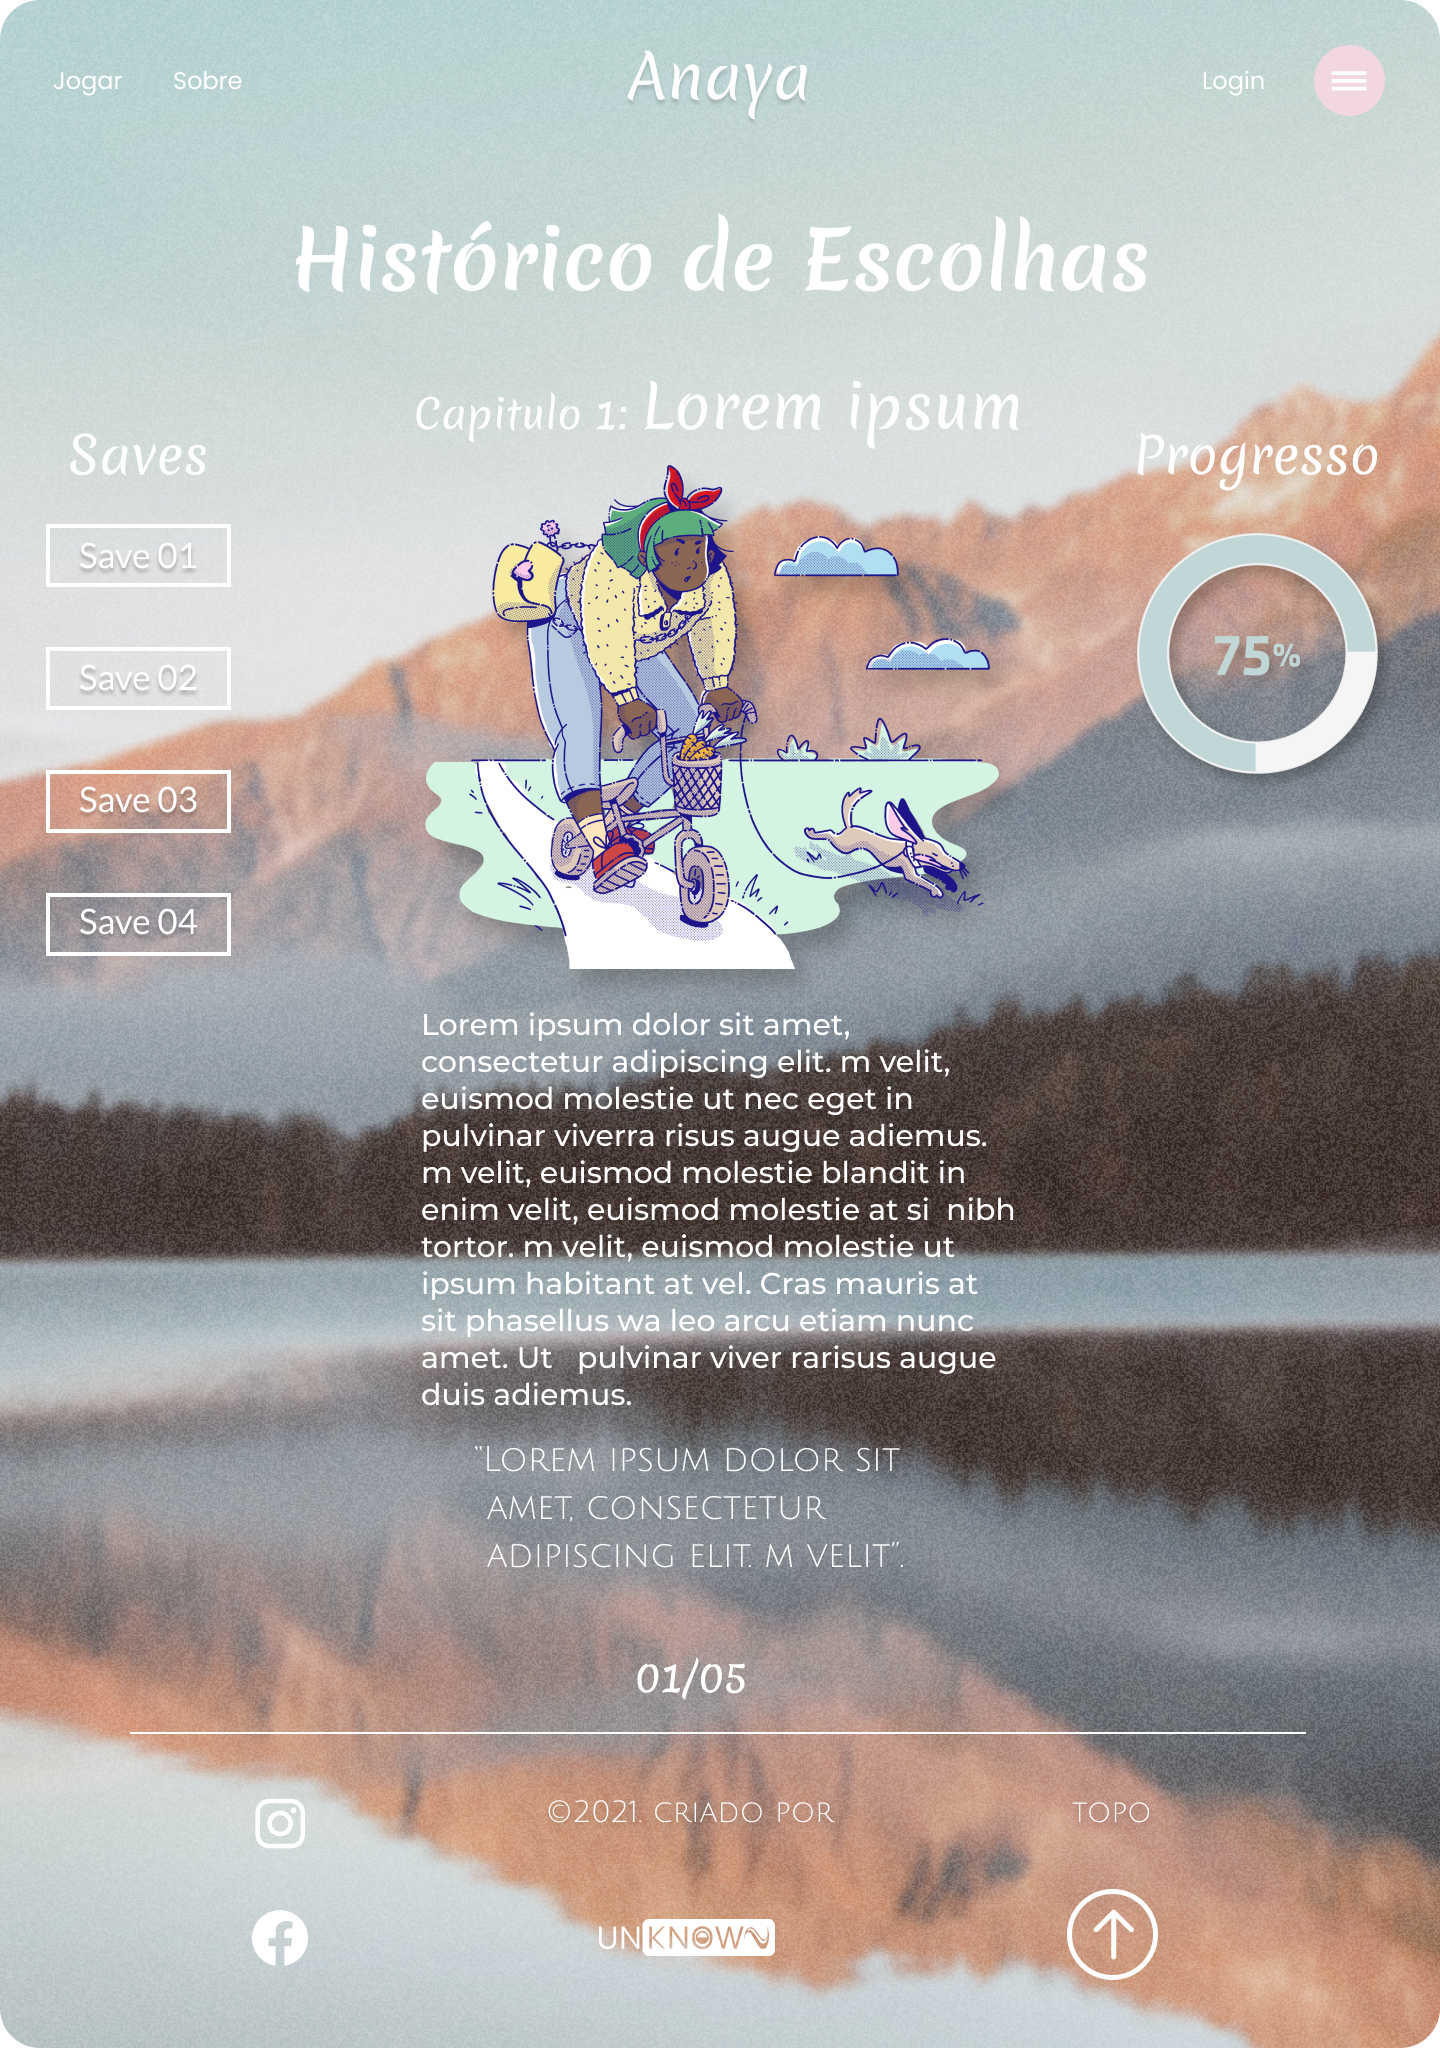 Jogar
Sobre
Anaya
Login
Histórico de Escolhas
Capitulo 1: Lorem ipsum
Saves
Progresso
Save 01
Save 02
Save 03
Save 04
75%
Lorem ipsum dolor sit amet,
consectetur adipiscing elit. m velit,
euismod molestie ut nec eget in
pulvinar viverra risus augue adiemus.
m velit, euismod molestie blandit in
enim velit, euismod molestie at si  nibh
tortor. m velit, euismod molestie ut
ipsum habitant at vel. Cras mauris at
sit phasellus wa leo arcu etiam nunc
amet. Ut   pulvinar viver rarisus augue
duis adiemus.
"Lorem ipsum dolor sit
amet, consectetur
adipiscing elit. m velit".
01/05
©2021. criado por
topo
UNKNOWN